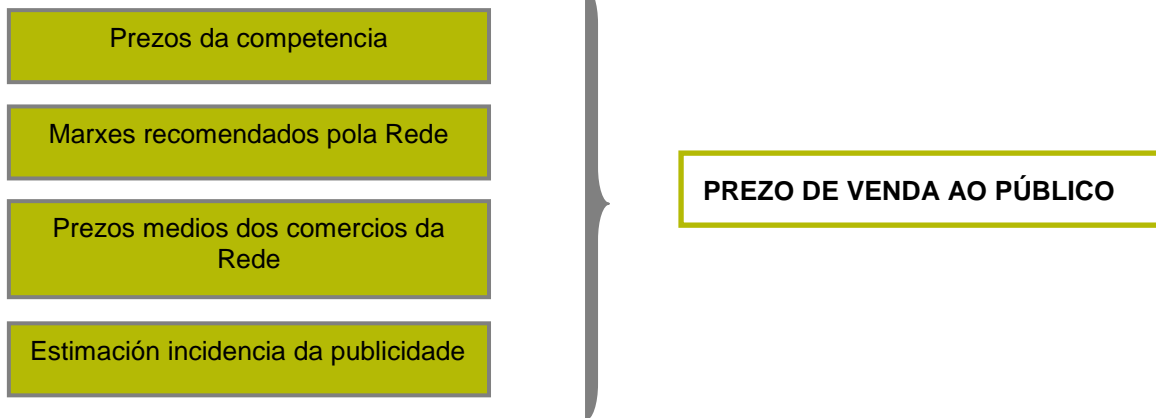 Prezos da competencia
Marxes recomendados pola Rede
Prezos medios dos comercios da
Rede
Estimación incidencia da publicidade
PREZO DE VENDA AO PÚBLICO